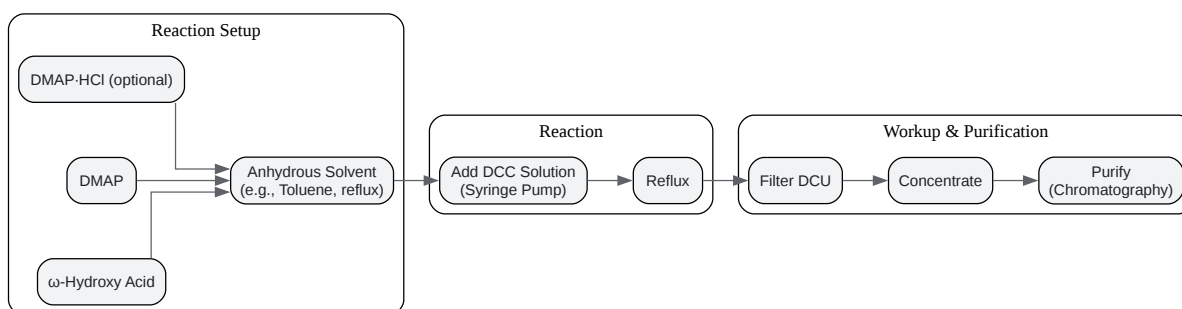 Reaction Setup
DMAP·HCl (optional)
DMAP
ω-Hydroxy Acid
Anhydrous Solvent
(e.g., Toluene, reflux)
Reaction
Add DCC Solution
(Syringe Pump)
Reflux
Workup & Purification
Filter DCU
Concentrate
Purify
(Chromatography)